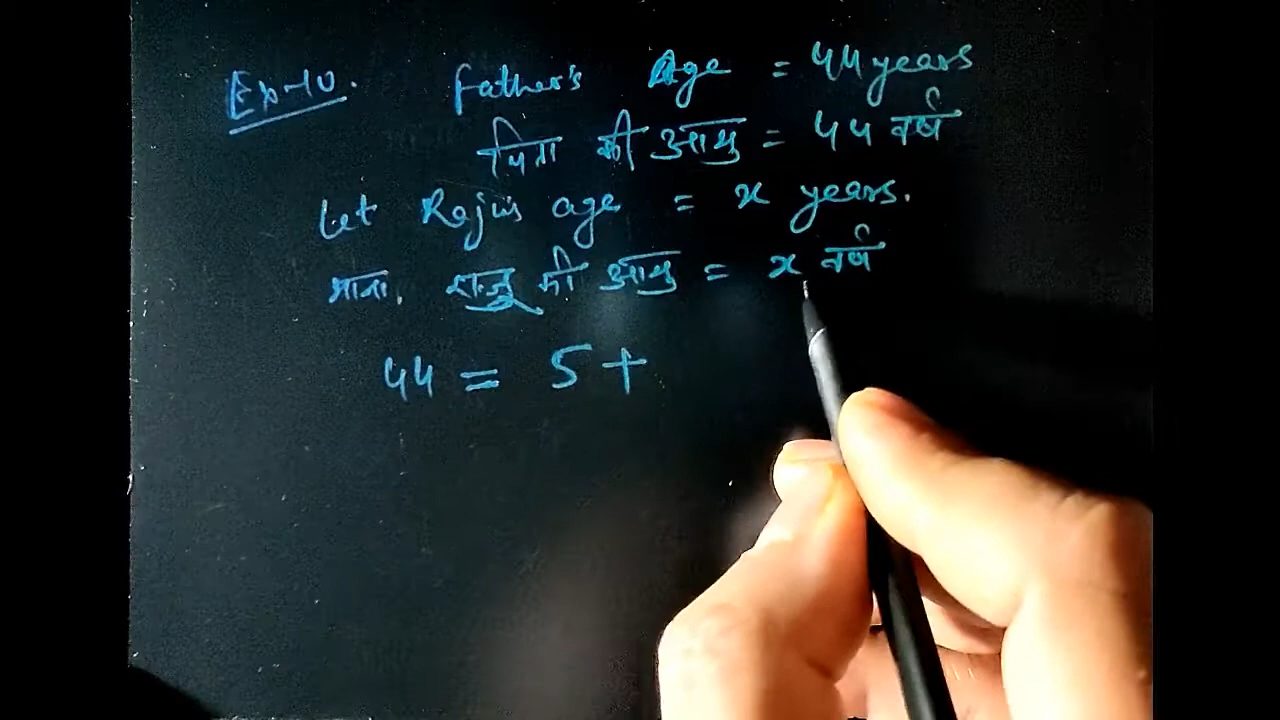 Ex-10. Father's Age = 44 years
पिता की आयु = 44 वर्ष
Let Raju's age = x years.
माना, राजू की आयु = x वर्ष
44 = 5 +